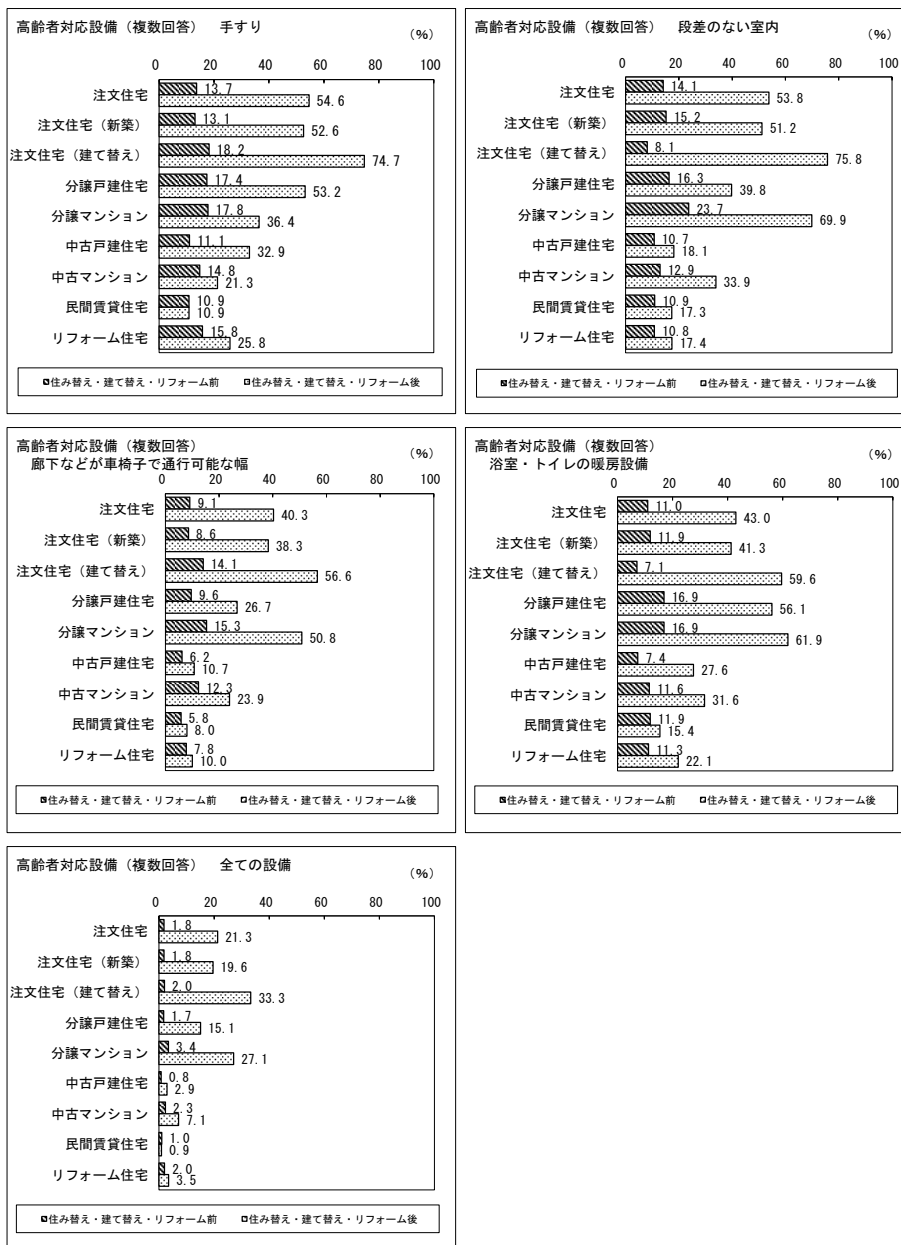 高齢者対応設備（複数回答）　手すり
（%）
0 20 40 60 80 100
注文住宅 13.7 54.6
注文住宅（新築） 13.1 52.6
注文住宅（建て替え） 18.2 74.7
分譲戸建住宅 17.4 53.2
分譲マンション 17.8 36.4
中古戸建住宅 11.1 32.9
中古マンション 14.8 21.3
民間賃貸住宅 10.9 10.9
リフォーム住宅 15.8 25.8
住み替え・建て替え・リフォーム前 住み替え・建て替え・リフォーム後
高齢者対応設備（複数回答）　段差のない室内
（%）
0 20 40 60 80 100
注文住宅 14.1 53.8
注文住宅（新築） 15.2 51.2
注文住宅（建て替え） 8.1 75.8
分譲戸建住宅 16.3 39.8
分譲マンション 23.7 69.9
中古戸建住宅 10.7 18.1
中古マンション 12.9 33.9
民間賃貸住宅 10.9 17.3
リフォーム住宅 10.8 17.4
住み替え・建て替え・リフォーム前 住み替え・建て替え・リフォーム後
高齢者対応設備（複数回答）
廊下などが車椅子で通行可能な幅
（%）
0 20 40 60 80 100
注文住宅 9.1 40.3
注文住宅（新築） 8.6 38.3
注文住宅（建て替え） 14.1 56.6
分譲戸建住宅 9.6 26.7
分譲マンション 15.3 50.8
中古戸建住宅 6.2 10.7
中古マンション 12.3 23.9
民間賃貸住宅 5.8 8.0
リフォーム住宅 7.8 10.0
住み替え・建て替え・リフォーム前 住み替え・建て替え・リフォーム後
高齢者対応設備（複数回答）
浴室・トイレの暖房設備
（%）
0 20 40 60 80 100
注文住宅 11.0 43.0
注文住宅（新築） 11.9 41.3
注文住宅（建て替え） 7.1 59.6
分譲戸建住宅 16.9 56.1
分譲マンション 16.9 61.9
中古戸建住宅 7.4 27.6
中古マンション 11.6 31.6
民間賃貸住宅 11.9 15.4
リフォーム住宅 11.3 22.1
住み替え・建て替え・リフォーム前 住み替え・建て替え・リフォーム後
高齢者対応設備（複数回答）　全ての設備
（%）
0 20 40 60 80 100
注文住宅 1.8 21.3
注文住宅（新築） 1.8 19.6
注文住宅（建て替え） 2.0 33.3
分譲戸建住宅 1.7 15.1
分譲マンション 3.4 27.1
中古戸建住宅 0.8 2.9
中古マンション 2.3 7.1
民間賃貸住宅 1.0 0.9
リフォーム住宅 2.0 3.5
住み替え・建て替え・リフォーム前 住み替え・建て替え・リフォーム後